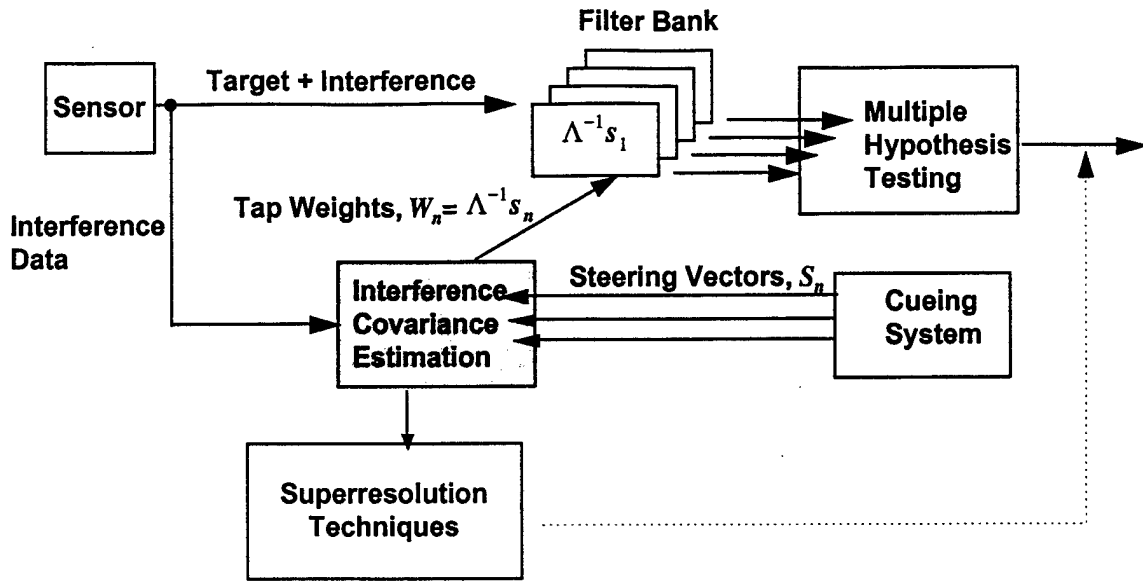 Filter Bank
Sensor
Target + Interference
Λ⁻¹s₁
Multiple
Hypothesis
Testing
Tap Weights, Wₙ= Λ⁻¹sₙ
Interference
Data
Interference
Covariance
Estimation
Steering Vectors, Sₙ
Cueing
System
Superresolution
Techniques